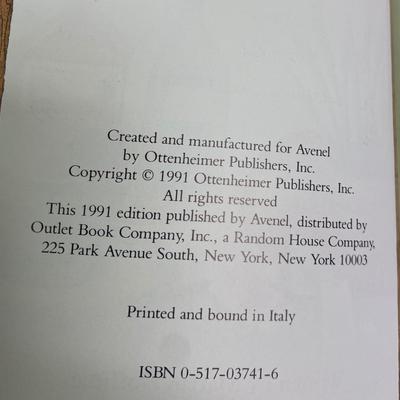 Created and manufactured for Avenel
by Ottenheimer Publishers, Inc.
Copyright © 1991 Ottenheimer Publishers, Inc.
All rights reserved
This 1991 edition published by Avenel, distributed by
Outlet Book Company, Inc., a Random House Company,
225 Park Avenue South, New York, New York 10003
Printed and bound in Italy
ISBN 0-517-03741-6